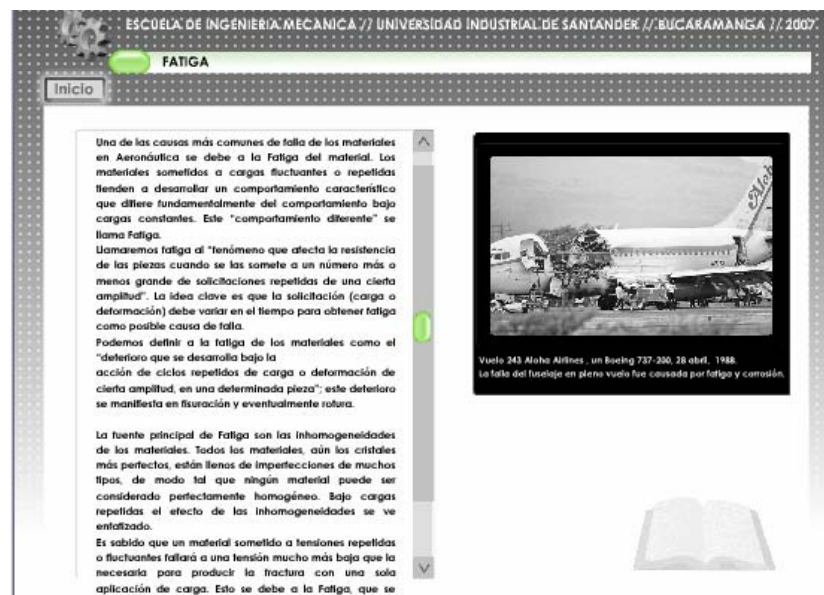 ESCUELA DE INGENIERIA MECANICA // UNIVERSIDAD INDUSTRIAL DE SANTANDER // BUCARAMANGA // 2007
FATIGA
Inicio
Una de las causas más comunes de falla de los materiales
en Aeronáutica se debe a la Fatiga del material. Los
materiales sometidos a cargas fluctuantes o repetidas
tienden a desarrollar un comportamiento característico
que difiere fundamentalmente del comportamiento bajo
cargas constantes. Este "comportamiento diferente" se
llama Fatiga.
Llamaremos fatiga al "fenómeno que afecta la resistencia
de las piezas cuando se las somete a un número más o
menos grande de solicitaciones repetidas de una cierta
amplitud". La idea clave es que la solicitación (carga o
deformación) debe variar en el tiempo para obtener fatiga
como posible causa de falla.
Podemos definir a la fatiga de los materiales como el
"deterioro que se desarrolla bajo la
acción de ciclos repetidos de carga o deformación de
cierta amplitud, en una determinada pieza"; este deterioro
se manifiesta en fisuración y eventualmente rotura.
La fuente principal de Fatiga son las inhomogeneidades
de los materiales. Todos los materiales, aún los cristales
más perfectos, están llenos de imperfecciones de muchos
tipos, de modo tal que ningún material puede ser
considerado perfectamente homogéneo. Bajo cargas
repetidas el efecto de las inhomogeneidades se ve
enfatizado.
Es sabido que un material sometido a tensiones repetidas
o fluctuantes fallará a una tensión mucho más baja que la
necesaria para producir la fractura con una sola
aplicación de carga. Esto se debe a la Fatiga, que se
Aloh
Vuelo 243 Aloha Airlines , un Boeing 737-200, 28 abril, 1988.
La falla del fuselaje en pleno vuelo fue causada por fatiga y corrosión.